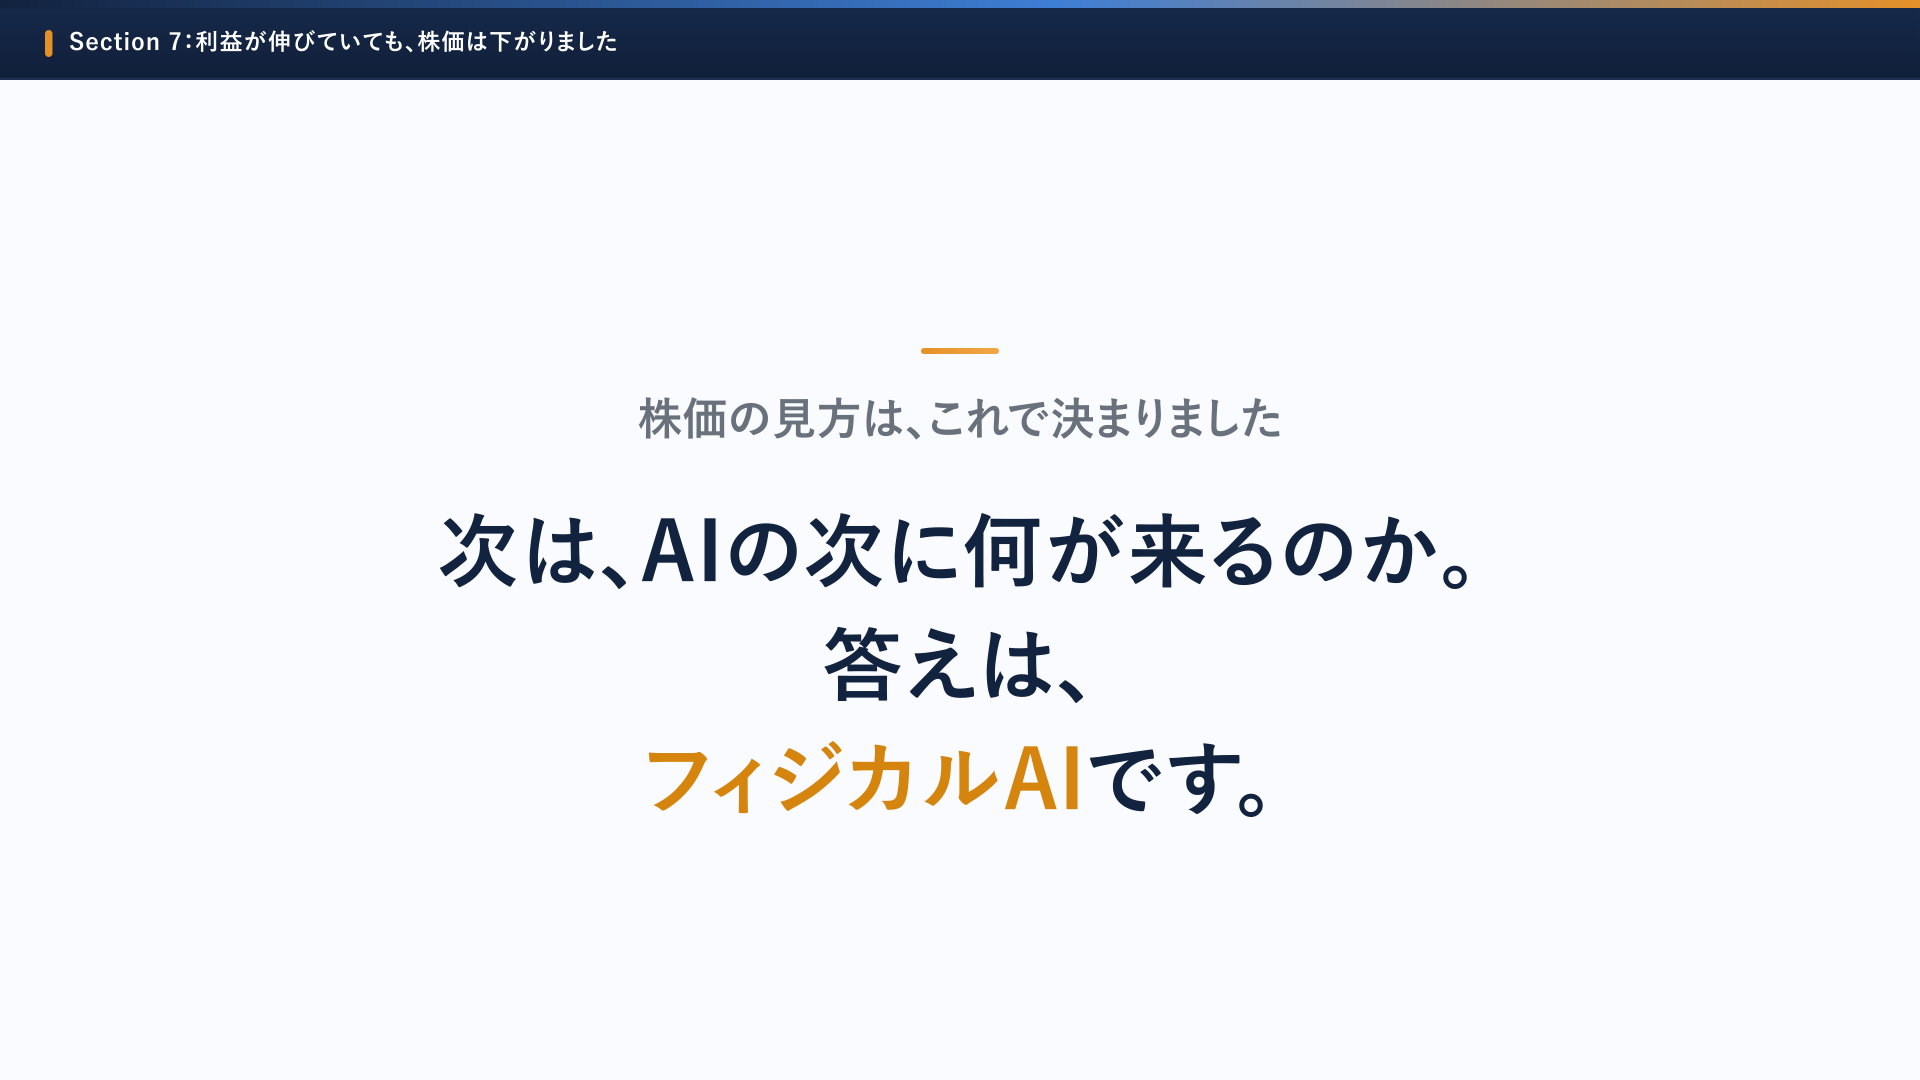 Section 7：利益が伸びていても、株価は下がりました
株価の見方は、これで決まりました
次は、AIの次に何が来るのか。
答えは、
フィジカルAIです。